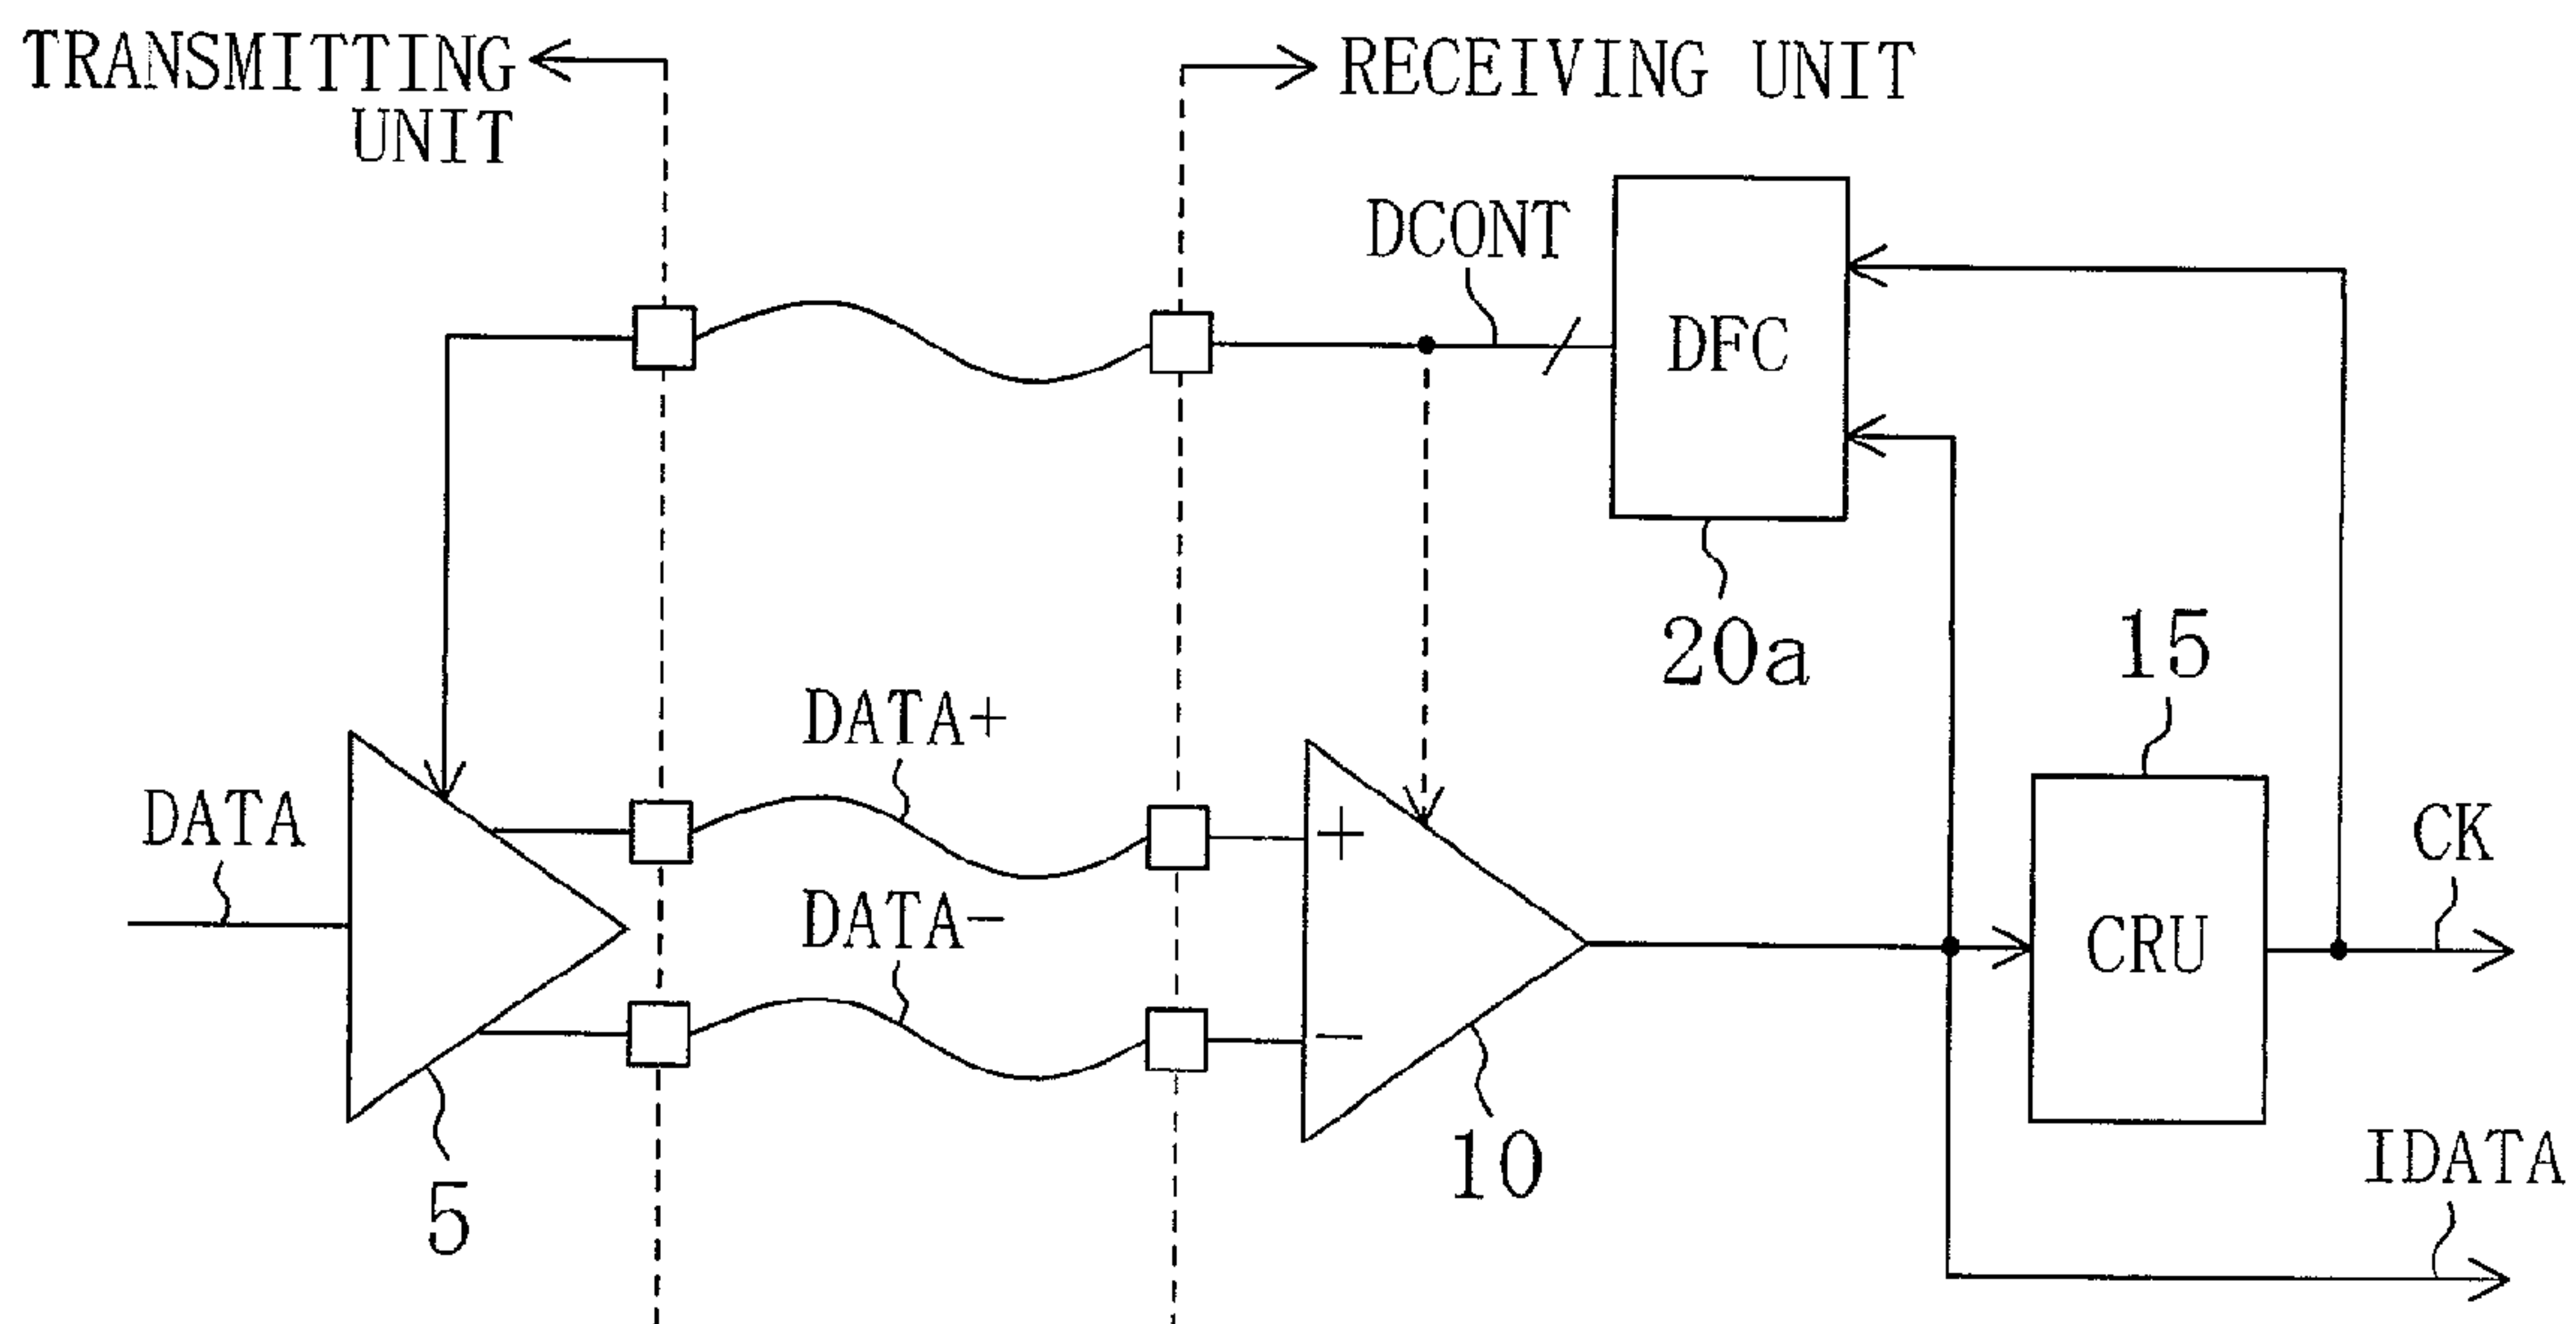 TRANSMITTING
UNIT
RECEIVING UNIT
DCONT
DFC
20a
15
DATA+
DATA
+
CK
DATA-
CRU
-
10
IDATA
5